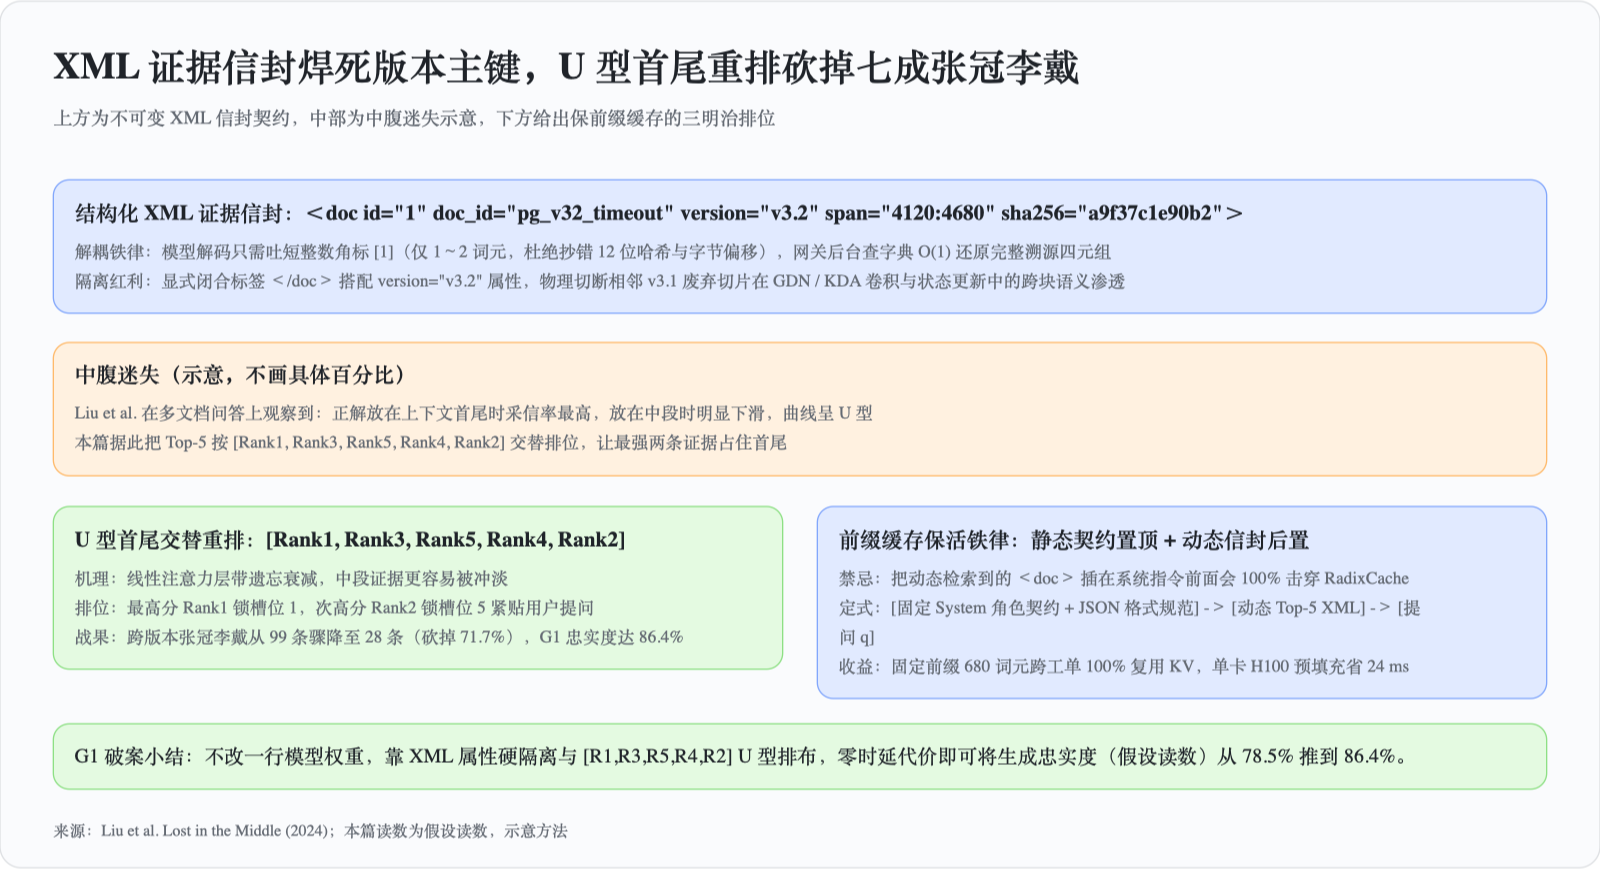 XML 证据信封焊死版本主键，U 型首尾重排砍掉七成张冠李戴
上方为不可变 XML 信封契约，中部为中腹迷失示意，下方给出保前缀缓存的三明治排位
结构化 XML 证据信封：<doc id="1" doc_id="pg_v32_timeout" version="v3.2" span="4120:4680" sha256="a9f37c1e90b2">
解耦铁律：模型解码只需吐短整数角标 [1]（仅 1~2 词元，杜绝抄错 12 位哈希与字节偏移），网关后台查字典 O(1) 还原完整溯源四元组
隔离红利：显式闭合标签 </doc> 搭配 version="v3.2" 属性，物理切断相邻 v3.1 废弃切片在 GDN / KDA 卷积与状态更新中的跨块语义渗透
中腹迷失（示意，不画具体百分比）
Liu et al. 在多文档问答上观察到：正解放在上下文首尾时采信率最高，放在中段时明显下滑，曲线呈 U 型
本篇据此把 Top-5 按 [Rank1, Rank3, Rank5, Rank4, Rank2] 交替排位，让最强两条证据占住首尾
U 型首尾交替重排：[Rank1, Rank3, Rank5, Rank4, Rank2]
机理：线性注意力层带遗忘衰减，中段证据更容易被冲淡
排位：最高分 Rank1 锁槽位 1，次高分 Rank2 锁槽位 5 紧贴用户提问
战果：跨版本张冠李戴从 99 条骤降至 28 条（砍掉 71.7%），G1 忠实度达 86.4%
前缀缓存保活铁律：静态契约置顶 + 动态信封后置
禁忌：把动态检索到的 <doc> 插在系统指令前面会 100% 击穿 RadixCache
定式：[固定 System 角色契约 + JSON 格式规范] -> [动态 Top-5 XML] -> [提
问 q]
收益：固定前缀 680 词元跨工单 100% 复用 KV，单卡 H100 预填充省 24 ms
G1 破案小结：不改一行模型权重，靠 XML 属性硬隔离与 [R1,R3,R5,R4,R2] U 型排布，零时延代价即可将生成忠实度（假设读数）从 78.5% 推到 86.4%。
来源：Liu et al. Lost in the Middle (2024)；本篇读数为假设读数，示意方法